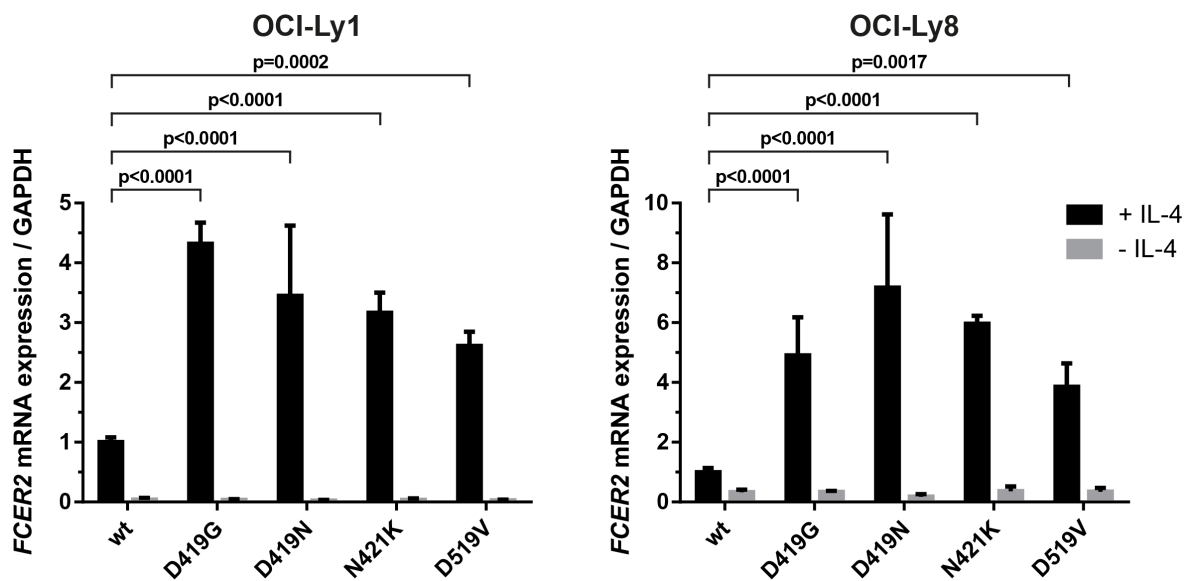 OCI-Ly1
p=0.0002
p<0.0001
p<0.0001
p<0.0001
FCER2 mRNA expression / GAPDH
5
4
3
2
1
0
wt
D419G
D419N
N421K
D519V
OCI-Ly8
p=0.0017
p<0.0001
p<0.0001
p<0.0001
FCER2 mRNA expression / GAPDH
10
8
6
4
2
0
wt
D419G
D419N
N421K
D519V
+ IL-4
- IL-4